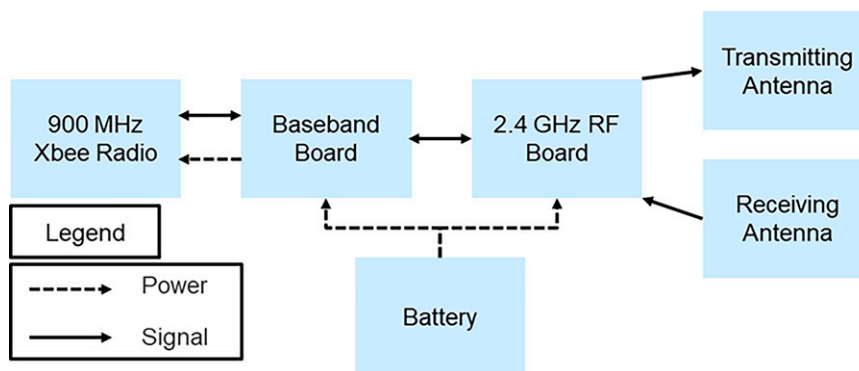 Transmitting
Antenna
900 MHz
Xbee Radio
Baseband
Board
2.4 GHz RF
Board
Receiving
Antenna
Legend
Power
Signal
Battery